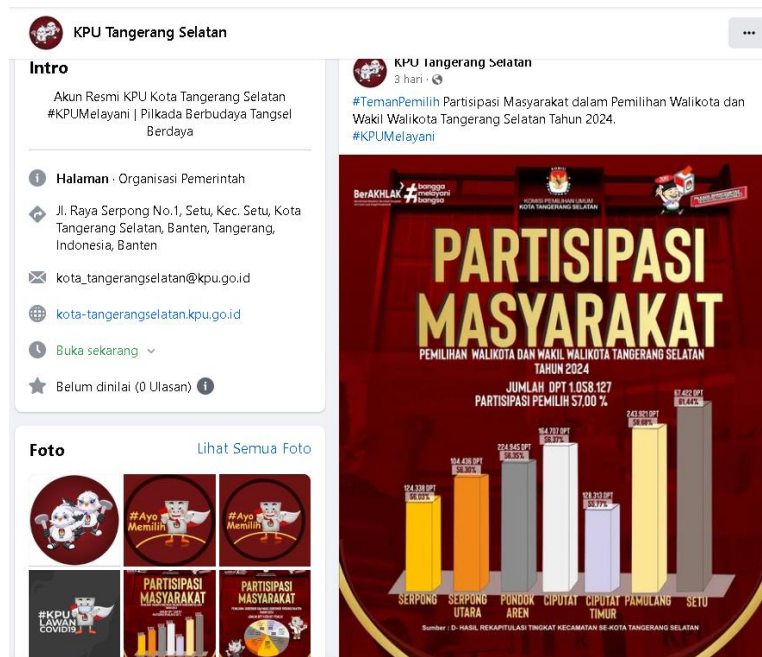 KPU Tangerang Selatan
Intro
Akun Resmi KPU Kota Tangerang Selatan
#KPUMelayani | Pilkada Berbudaya Tangsel
Berdaya
Halaman · Organisasi Pemerintah
Jl. Raya Serpong No.1, Setu, Kec. Setu, Kota
Tangerang Selatan, Banten, Tangerang,
Indonesia, Banten
kota_tangerangselatan@kpu.go.id
kota-tangerangselatan.kpu.go.id
Buka sekarang
Belum dinilai (0 Ulasan)
Foto
Lihat Semua Foto
#Ayo
Memilih
#Ayo
Memilih
#KPU
LAWAN
COVID19
PARTISIPASI
MASYARAKAT
PARTISIPASI
MASYARAKAT
KPU Tangerang Selatan
3 hari
#TemanPemilih Partisipasi Masyarakat dalam Pemilihan Walikota dan
Wakil Walikota Tangerang Selatan Tahun 2024.
#KPUMelayani
BerAKHLAK
#bangga
melayani
bangsa
KOMISI PEMILIHAN UMUM
KOTA TANGERANG SELATAN
PARTISIPASI
MASYARAKAT
PEMILIHAN WALIKOTA DAN WAKIL WALIKOTA TANGERANG SELATAN
TAHUN 2024
JUMLAH DPT 1.058.127
PARTISIPASI PEMILIH 57,00 %
124.338 DPT
56.03%
104.436 DPT
224.945 DPT
164.707 DPT
128.313 DPT
55,77%
243.921 DPT
58.68%
67.422 DPT
61,44%
SERPONG
SERPONG
UTARA
PONDOK
AREN
CIPUTAT
CIPUTAT
TIMUR
PAMULANG
SETU
Sumber : D- HASIL REKAPITULASI TINGKAT KECAMATAN SE-KOTA TANGERANG SELATAN